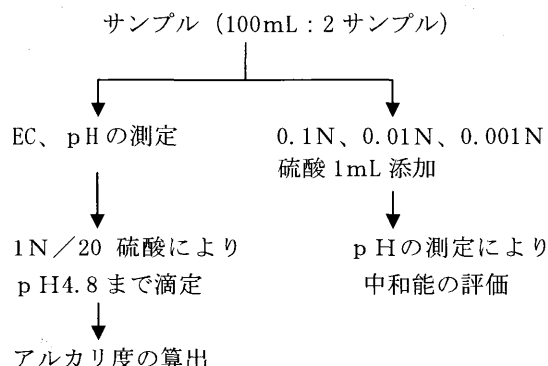 サンプル（100mL：2サンプル）
EC、pHの測定
1N／20 硫酸により
pH4.8まで滴定
アルカリ度の算出
0.1N、0.01N、0.001N
硫酸1mL添加
pHの測定により
中和能の評価